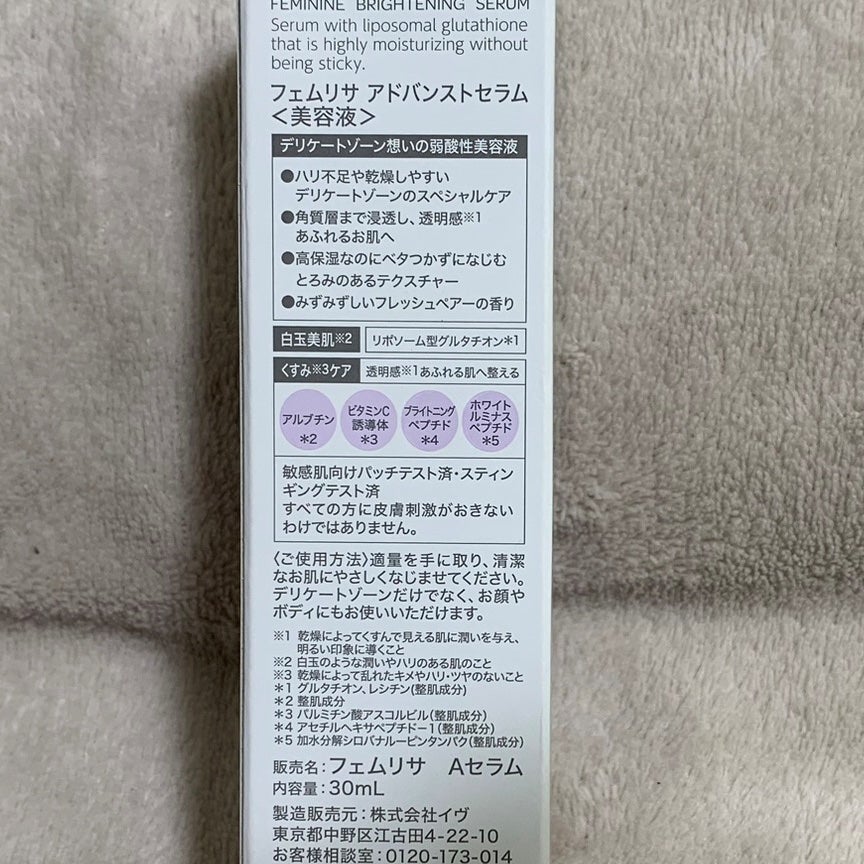 FEMININE BRIGHTENING SERUM
Serum with liposomal glutathione
that is highly moisturizing without
being sticky.
フェムリサ アドバンストセラム
＜美容液＞
デリケートゾーン想いの弱酸性美容液
●ハリ不足や乾燥しやすい
デリケートゾーンのスペシャルケア
●角質層まで浸透し、透明感※1
あふれるお肌へ
●高保湿なのにベタつかずになじむ
とろみのあるテクスチャー
●みずみずしいフレッシュペアーの香り
白玉美肌※2 リポソーム型グルタチオン＊1
くすみ※3ケア 透明感※1あふれる肌へ整える
アルブチン
＊2
ビタミンC
誘導体
＊3
ブライトニング
ペプチド
＊4
ホワイト
ルミナス
ペプチド
＊5
敏感肌向けパッチテスト済・スティン
ギングテスト済
すべての方に皮膚刺激がおきない
わけではありません。
〈ご使用方法〉適量を手に取り、清潔
なお肌にやさしくなじませてください。
デリケートゾーンだけでなく、お顔や
ボディにもお使いいただけます。
※1 乾燥によってくすんで見える肌に潤いを与え、
明るい印象に導くこと
※2 白玉のような潤いやハリのある肌のこと
※3 乾燥によって乱れたキメやハリ・ツヤのないこと
＊1 グルタチオン、レシチン(整肌成分)
＊2 整肌成分
＊3 パルミチン酸アスコルビル(整肌成分)
＊4 アセチルヘキサペプチド－1(整肌成分)
＊5 加水分解シロバナルーピンタンパク(整肌成分)
販売名：フェムリサ　Aセラム
内容量：30mL
製造販売元：株式会社イヴ
東京都中野区江古田4-22-10
お客様相談室：0120-173-014